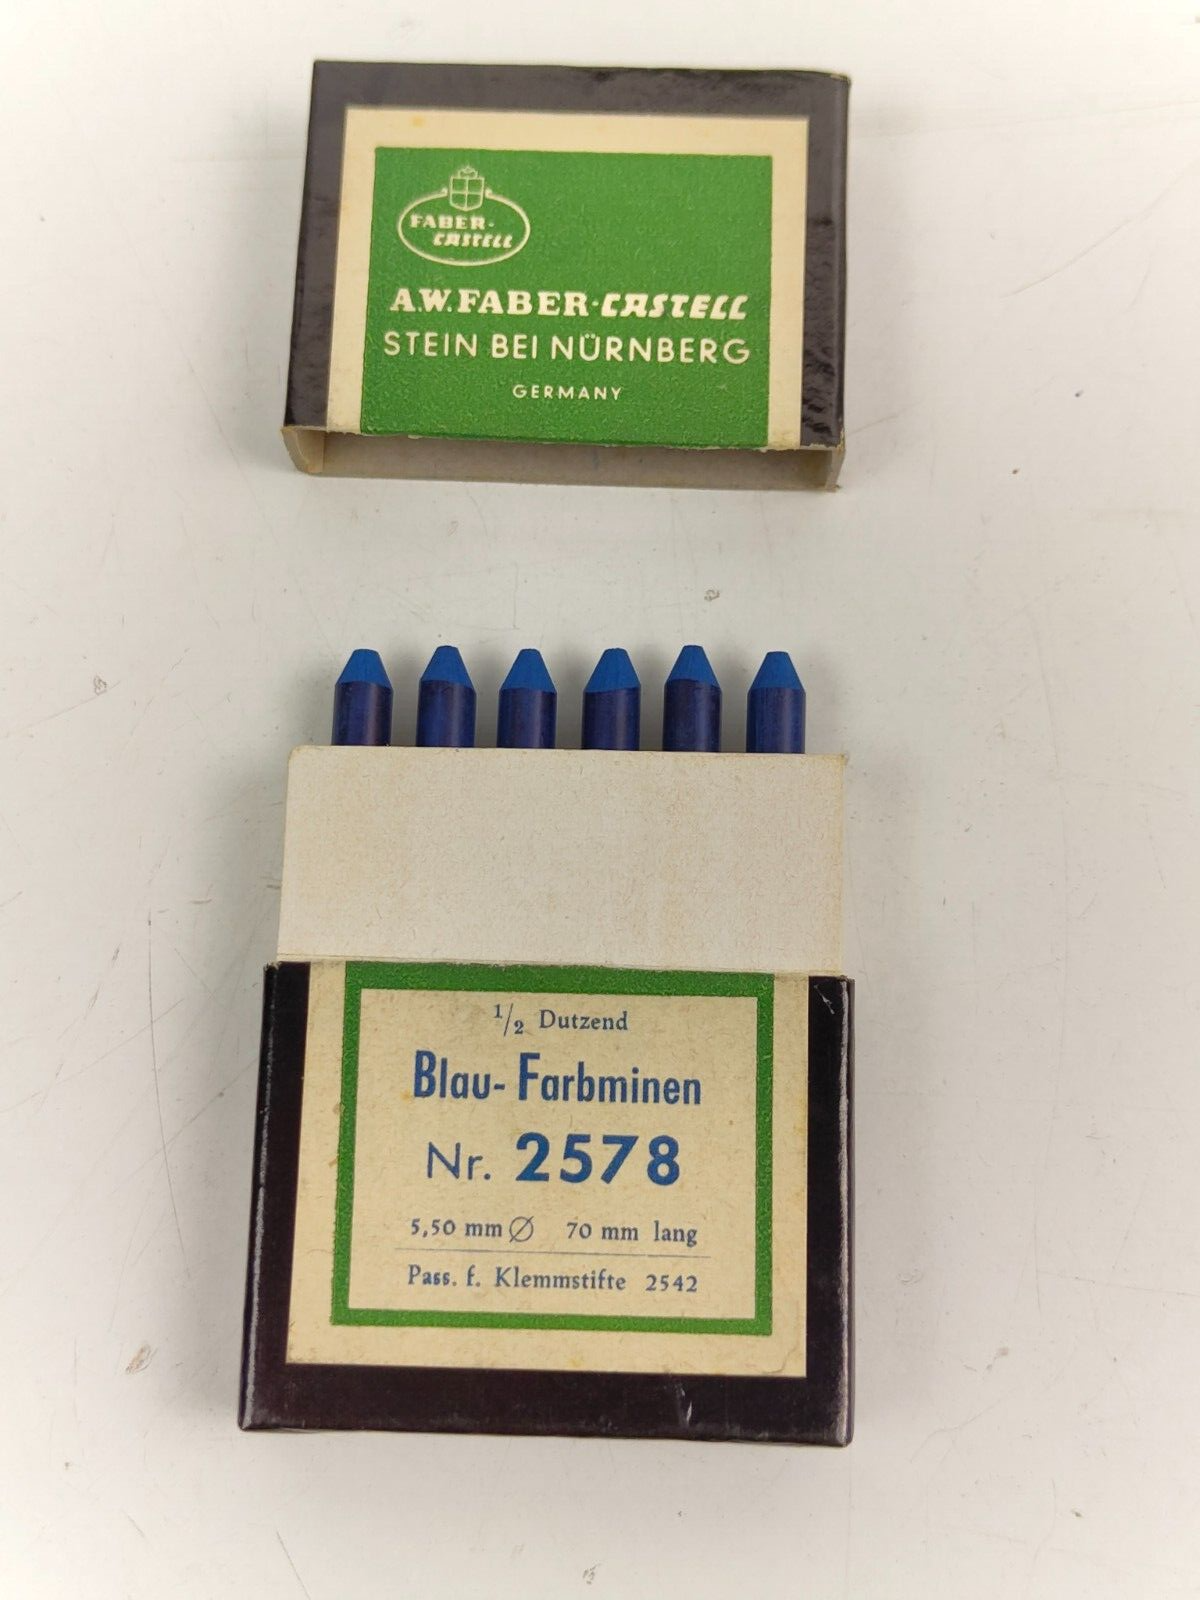 FABER-
CASTELL
A.W. FABER-CASTELL
STEIN BEI NÜRNBERG
GERMANY
1/2 Dutzend
Blau-Farbminen
Nr. 2578
5,50 mm Ø 70 mm lang
Pass. f. Klemmstifte 2542